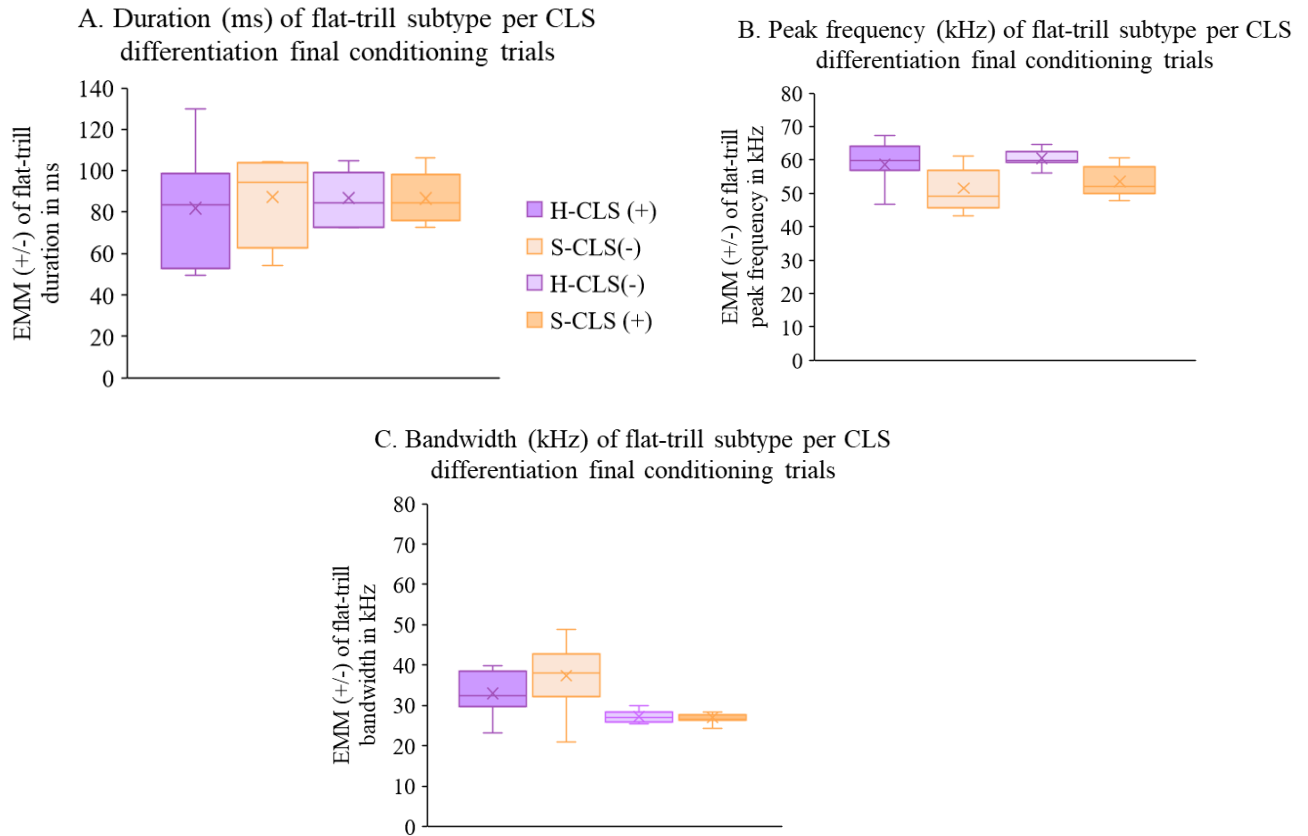 A. Duration (ms) of flat-trill subtype per CLS
differentiation final conditioning trials
EMM (+/-) of flat-trill
duration in ms
140
120
100
80
60
40
20
0
H-CLS (+)
S-CLS(-)
H-CLS(-)
S-CLS (+)
B. Peak frequency (kHz) of flat-trill subtype per CLS
differentiation final conditioning trials
EMM (+/-) of flat-trill
peak frequency in kHz
80
70
60
50
40
30
20
10
0
C. Bandwidth (kHz) of flat-trill subtype per CLS
differentiation final conditioning trials
EMM (+/-) of flat-trill
bandwidth in kHz
80
70
60
50
40
30
20
10
0